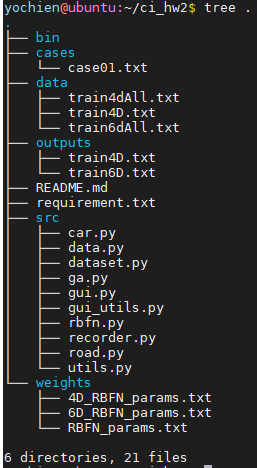 yochien@ubuntu:~/ci_hw2$ tree .
.
├── bin
├── cases
│   └── case01.txt
├── data
│   ├── train4dAll.txt
│   ├── train4D.txt
│   └── train6dAll.txt
├── outputs
│   ├── train4D.txt
│   └── train6D.txt
├── README.md
├── requirement.txt
├── src
│   ├── car.py
│   ├── data.py
│   ├── dataset.py
│   ├── ga.py
│   ├── gui.py
│   ├── gui_utils.py
│   ├── rbfn.py
│   ├── recorder.py
│   ├── road.py
│   └── utils.py
└── weights
    ├── 4D_RBFN_params.txt
    ├── 6D_RBFN_params.txt
    └── RBFN_params.txt
6 directories, 21 files